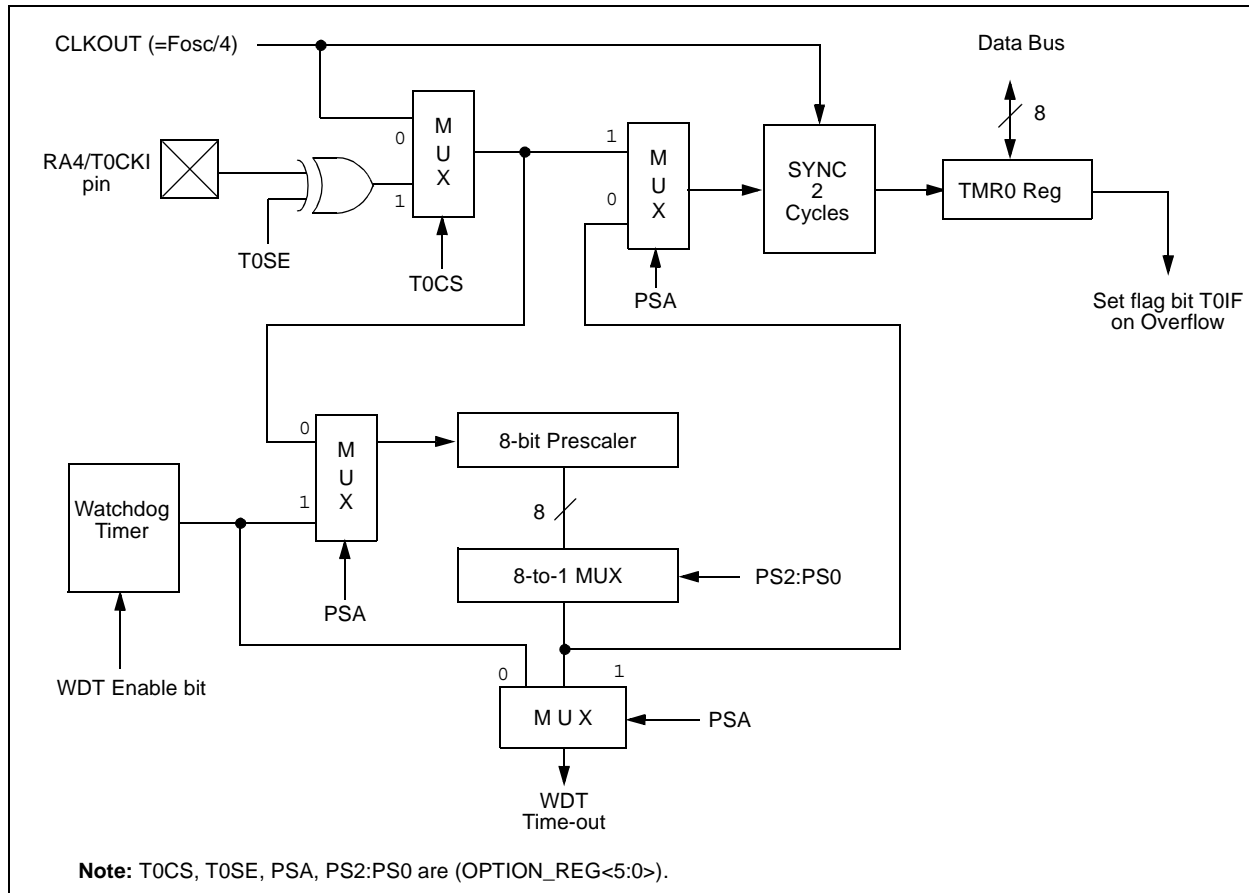 CLKOUT (=Fosc/4)
Data Bus
8
RA4/T0CKI
pin
0
1
M
U
X
T0SE
T0CS
1
0
M
U
X
PSA
SYNC
2
Cycles
TMR0 Reg
Set flag bit T0IF
on Overflow
0
1
M
U
X
PSA
8-bit Prescaler
8
Watchdog
Timer
8-to-1 MUX
PS2:PS0
WDT Enable bit
0
1
M U X
PSA
WDT
Time-out
Note: T0CS, T0SE, PSA, PS2:PS0 are (OPTION_REG<5:0>).